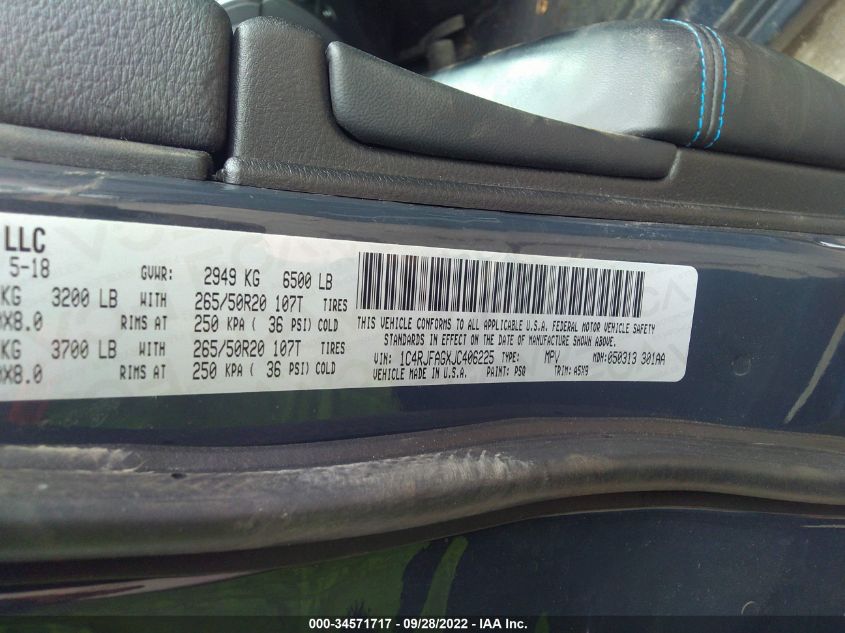 LLC
5-18 GVWR: 2949 KG 6500 LB
KG 3200 LB WITH 265/50R20 107T TIRES
X8.0 RIMS AT 250 KPA ( 36 PSI) COLD
KG 3700 LB WITH 265/50R20 107T TIRES
X8.0 RIMS AT 250 KPA ( 36 PSI) COLD
THIS VEHICLE CONFORMS TO ALL APPLICABLE U.S.A. FEDERAL MOTOR VEHICLE SAFETY
STANDARDS IN EFFECT ON THE DATE OF MANUFACTURE SHOWN ABOVE.
VIN: 1C4RJFAGXJC406225 TYPE: MPV MDH:050313 301AA
VEHICLE MADE IN U.S.A. PAINT: TRIM: A5X9
000-34571717 / 09/28/2022 / IAA Inc.